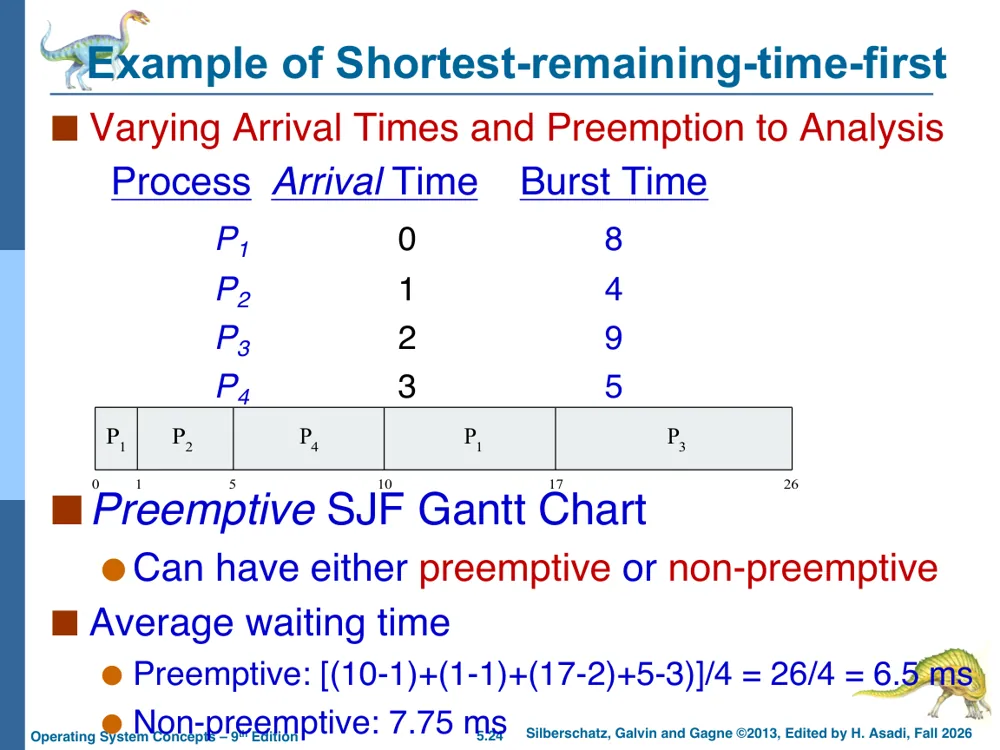 Example of Shortest-remaining-time-first
Varying Arrival Times and Preemption to Analysis
Process Arrival Time Burst Time
P1 0 8
P2 1 4
P3 2 9
P4 3 5
P1 P2 P4 P1 P3
0 1 5 10 17 26
Preemptive SJF Gantt Chart
Can have either preemptive or non-preemptive
Average waiting time
Preemptive: [(10-1)+(1-1)+(17-2)+5-3)]/4 = 26/4 = 6.5 ms
Non-preemptive: 7.75 ms
Operating System Concepts – 9th Edition 5.24 Silberschatz, Galvin and Gagne ©2013, Edited by H. Asadi, Fall 2026